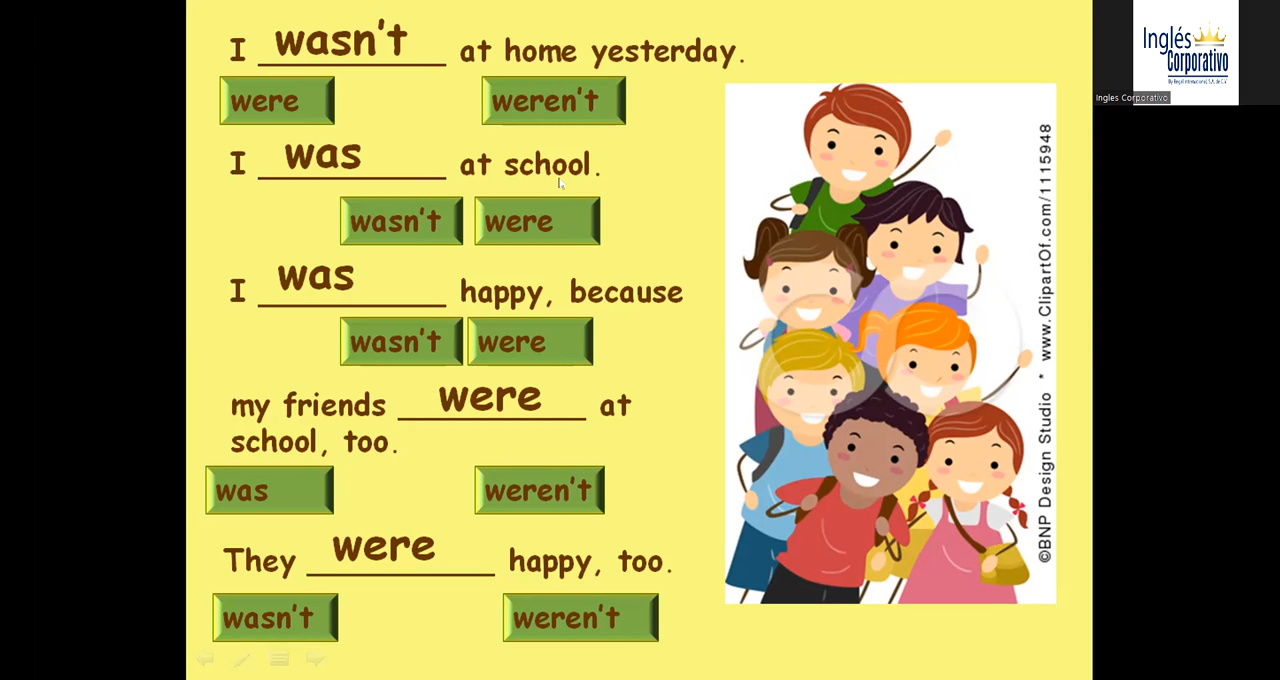 I wasn't at home yesterday.
were weren't
I was at school.
wasn't were
I was happy, because
wasn't were
my friends were at
school, too.
was weren't
They were happy, too.
wasn't weren't
©BNP Design Studio * www.ClipartOf.com/1115948
Inglés
Corporativo
Ingles Corporativo